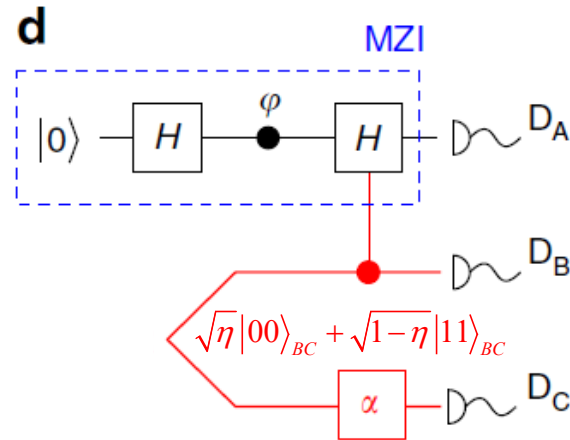 d
MZI
|0⟩ H φ H D_A
D_B
√η|00⟩_BC + √1−η|11⟩_BC
α D_C